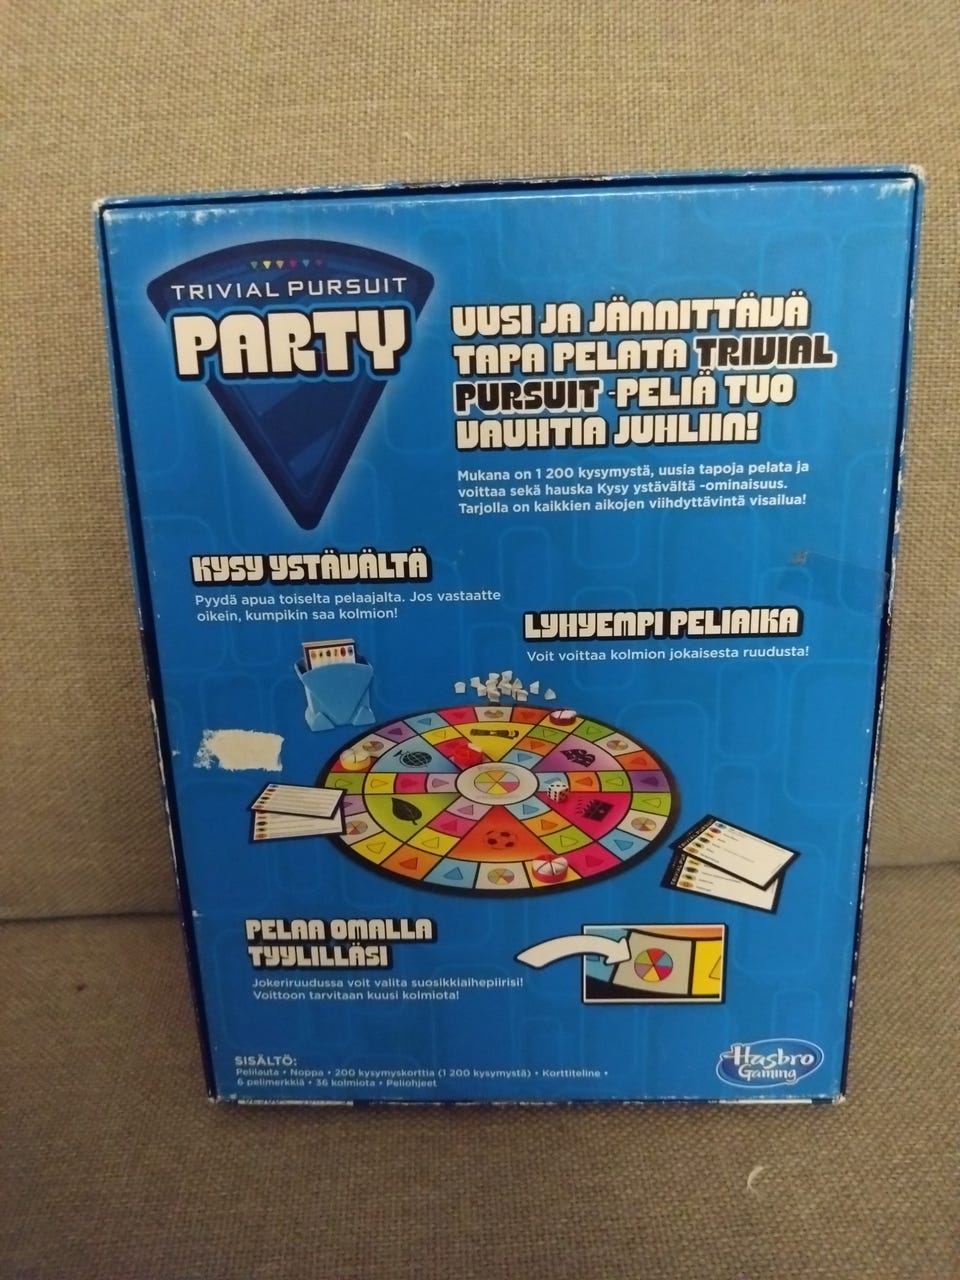 TRIVIAL PURSUIT
PARTY
UUSI JA JÄNNITTÄVÄ
TAPA PELATA TRIVIAL
PURSUIT -PELIÄ TUO
VAUHTIA JUHLIIN!
Mukana on 1 200 kysymystä, uusia tapoja pelata ja
voittaa sekä hauska Kysy ystävältä -ominaisuus.
Tarjolla on kaikkien aikojen viihdyttävintä visailua!
KYSY YSTÄVÄLTÄ
Pyydä apua toiselta pelaajalta. Jos vastaatte
oikein, kumpikin saa kolmion!
LYHYEMPI PELIAIKA
Voit voittaa kolmion jokaisesta ruudusta!
PELAA OMALLA
TYYLILLÄSI
Jokeriruudussa voit valita suosikkiaihepiirisi!
Voittoon tarvitaan kuusi kolmiota!
SISÄLTÖ:
Pelilauta • Noppa • 200 kysymyskorttia (1 200 kysymystä) • Korttiteline •
6 pelimerkkiä • 36 kolmiota • Peliohjeet
Hasbro
Gaming